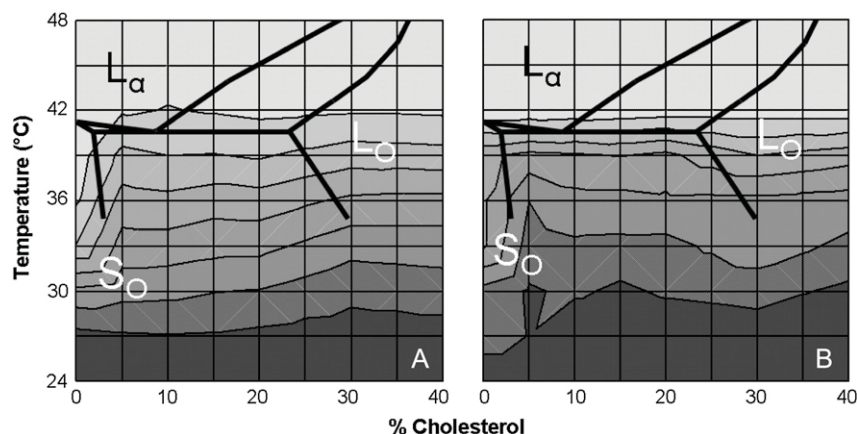 48
42
36
30
24
Temperature (°C)
Lα
LO
SO
A
0 10 20 30 40
Lα
LO
SO
B
0 10 20 30 40
% Cholesterol